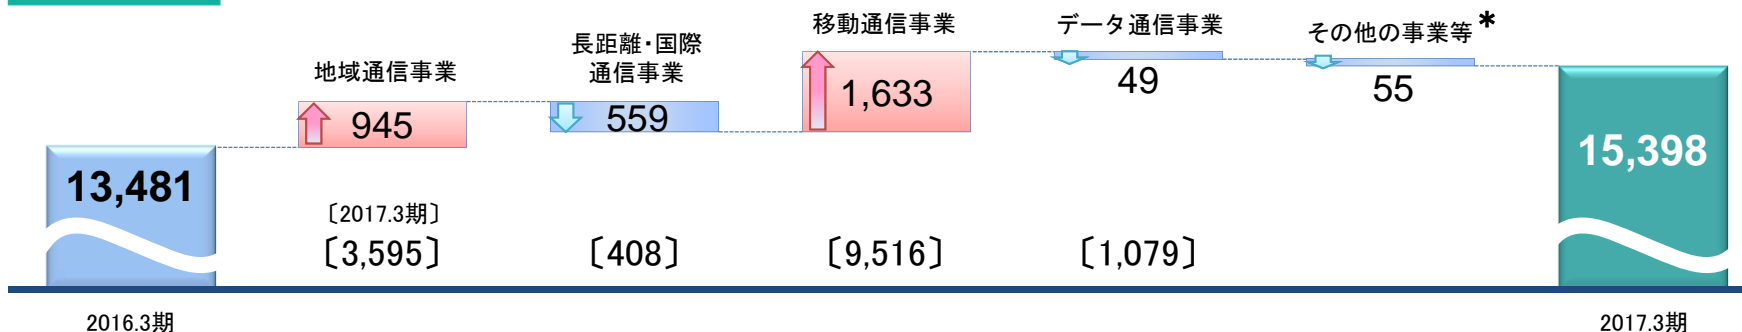 地域通信事業
長距離・国際
通信事業
移動通信事業
データ通信事業
その他の事業等*
945
559
1,633
49
55
13,481
15,398
〔2017.3期〕
〔3,595〕
〔408〕
〔9,516〕
〔1,079〕
2016.3期
2017.3期